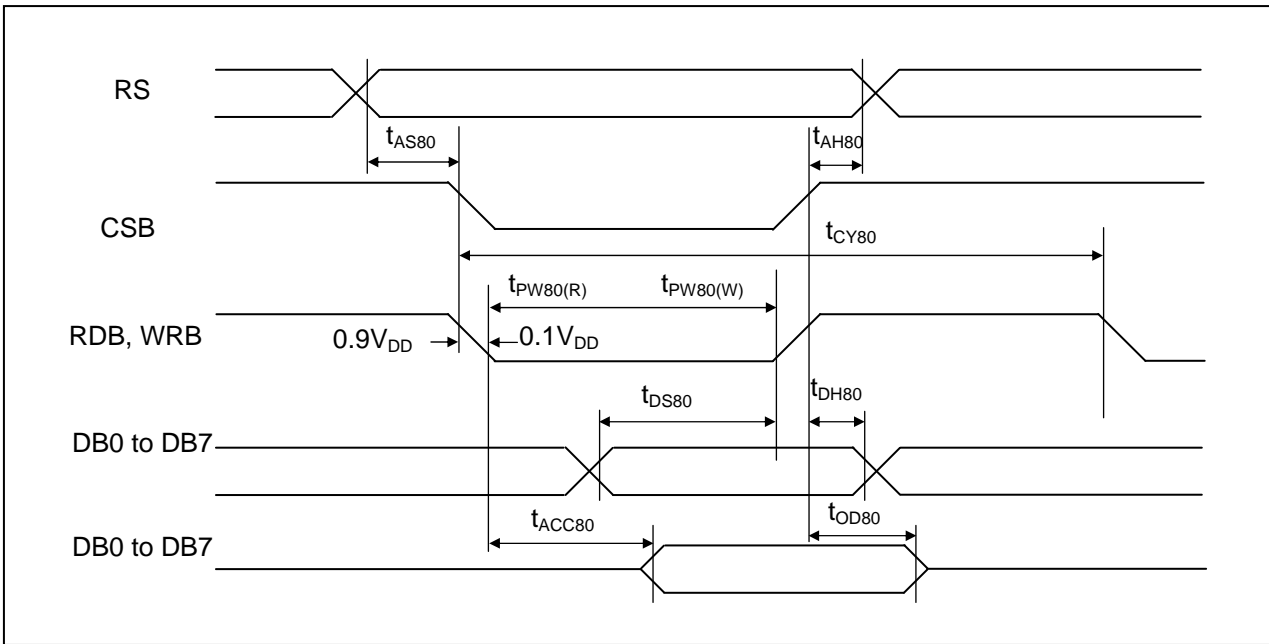 RS
tAS80
tAH80
CSB
tCY80
tPW80(R) tPW80(W)
RDB, WRB
0.9VDD
0.1VDD
tDS80
tDH80
DB0 to DB7
tACC80
tOD80
DB0 to DB7